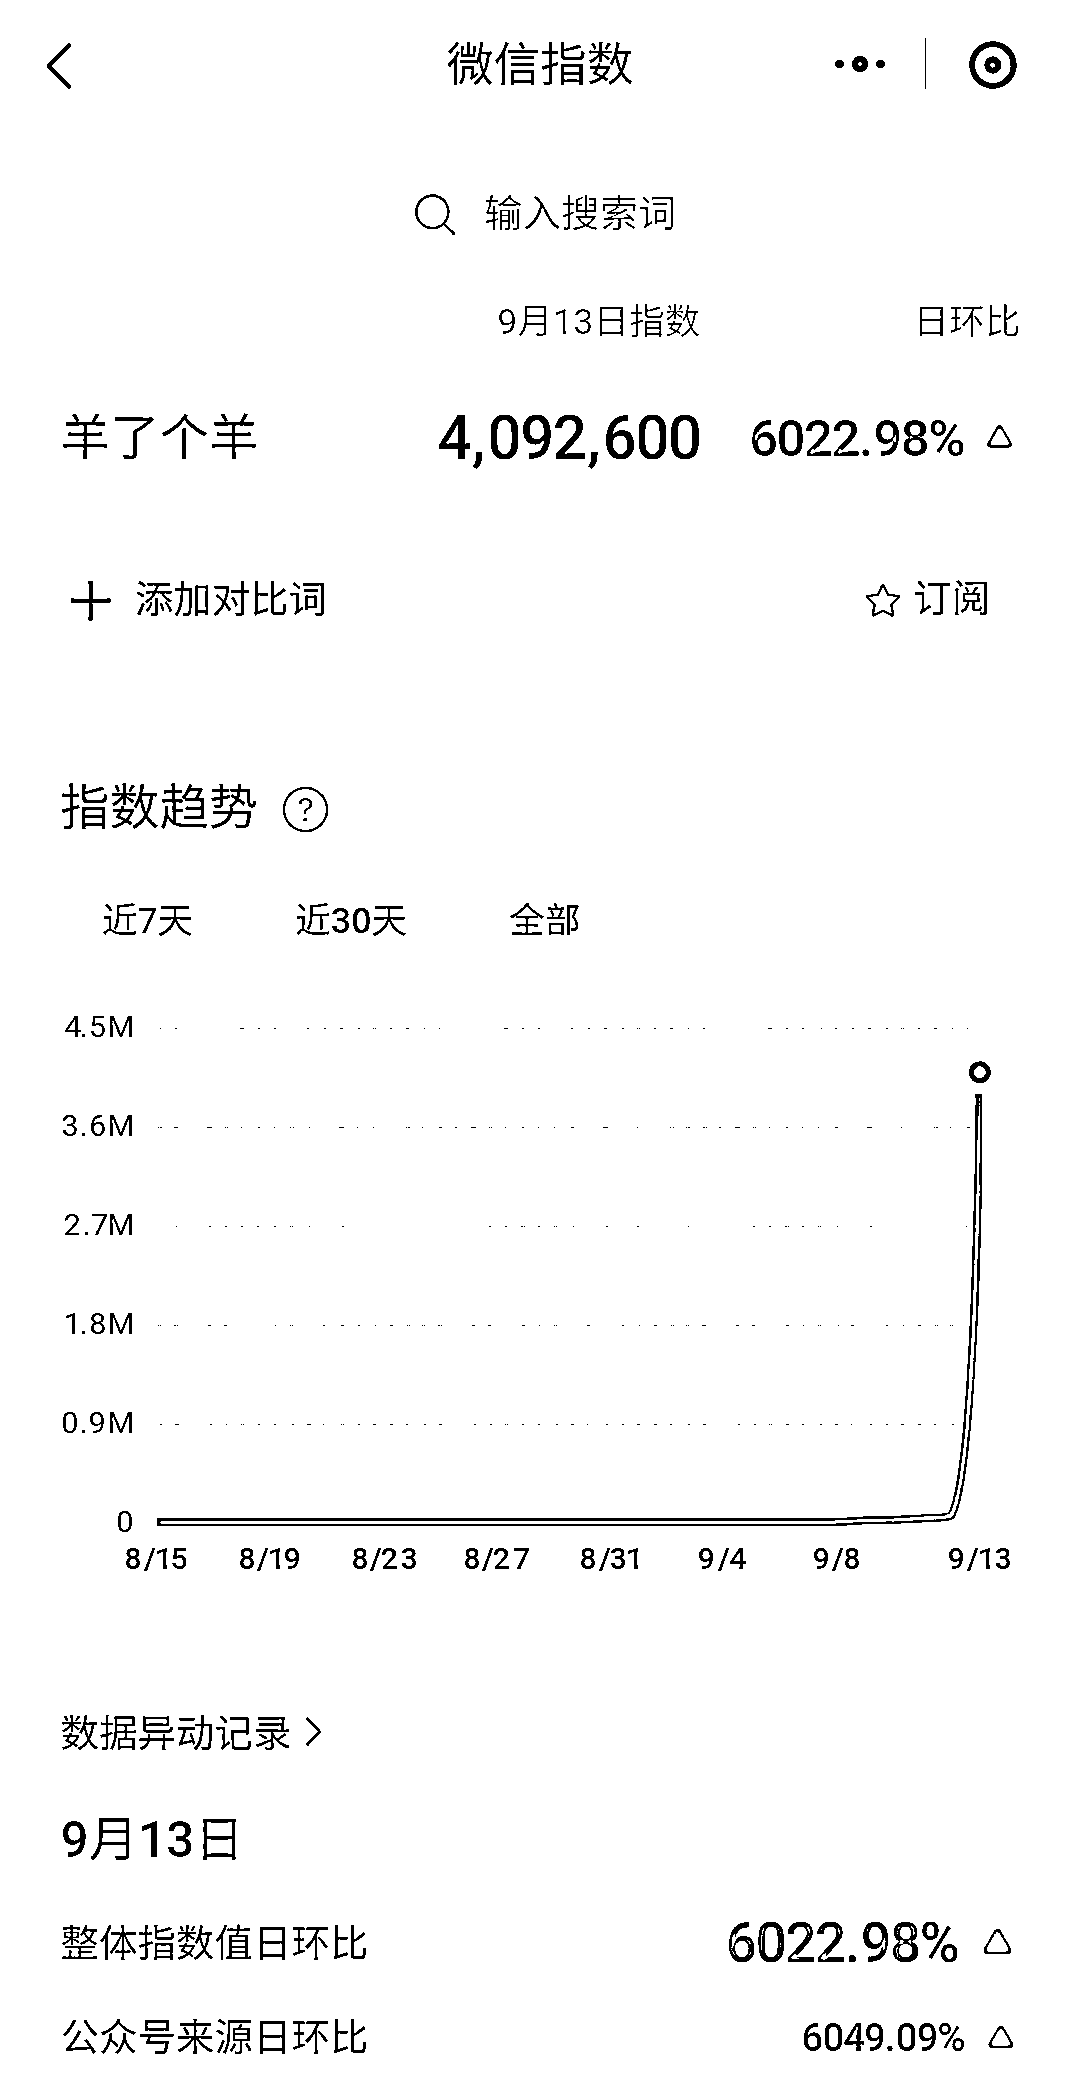 微信指数
输入搜索词
9月13日指数 日环比
羊了个羊 4,092,600 6022.98%
添加对比词 订阅
指数趋势 ?
近7天 近30天 全部
4.5M
3.6M
2.7M
1.8M
0.9M
0
8/15 8/19 8/23 8/27 8/31 9/4 9/8 9/13
数据异动记录
9月13日
整体指数值日环比 6022.98%
公众号来源日环比 6049.09%